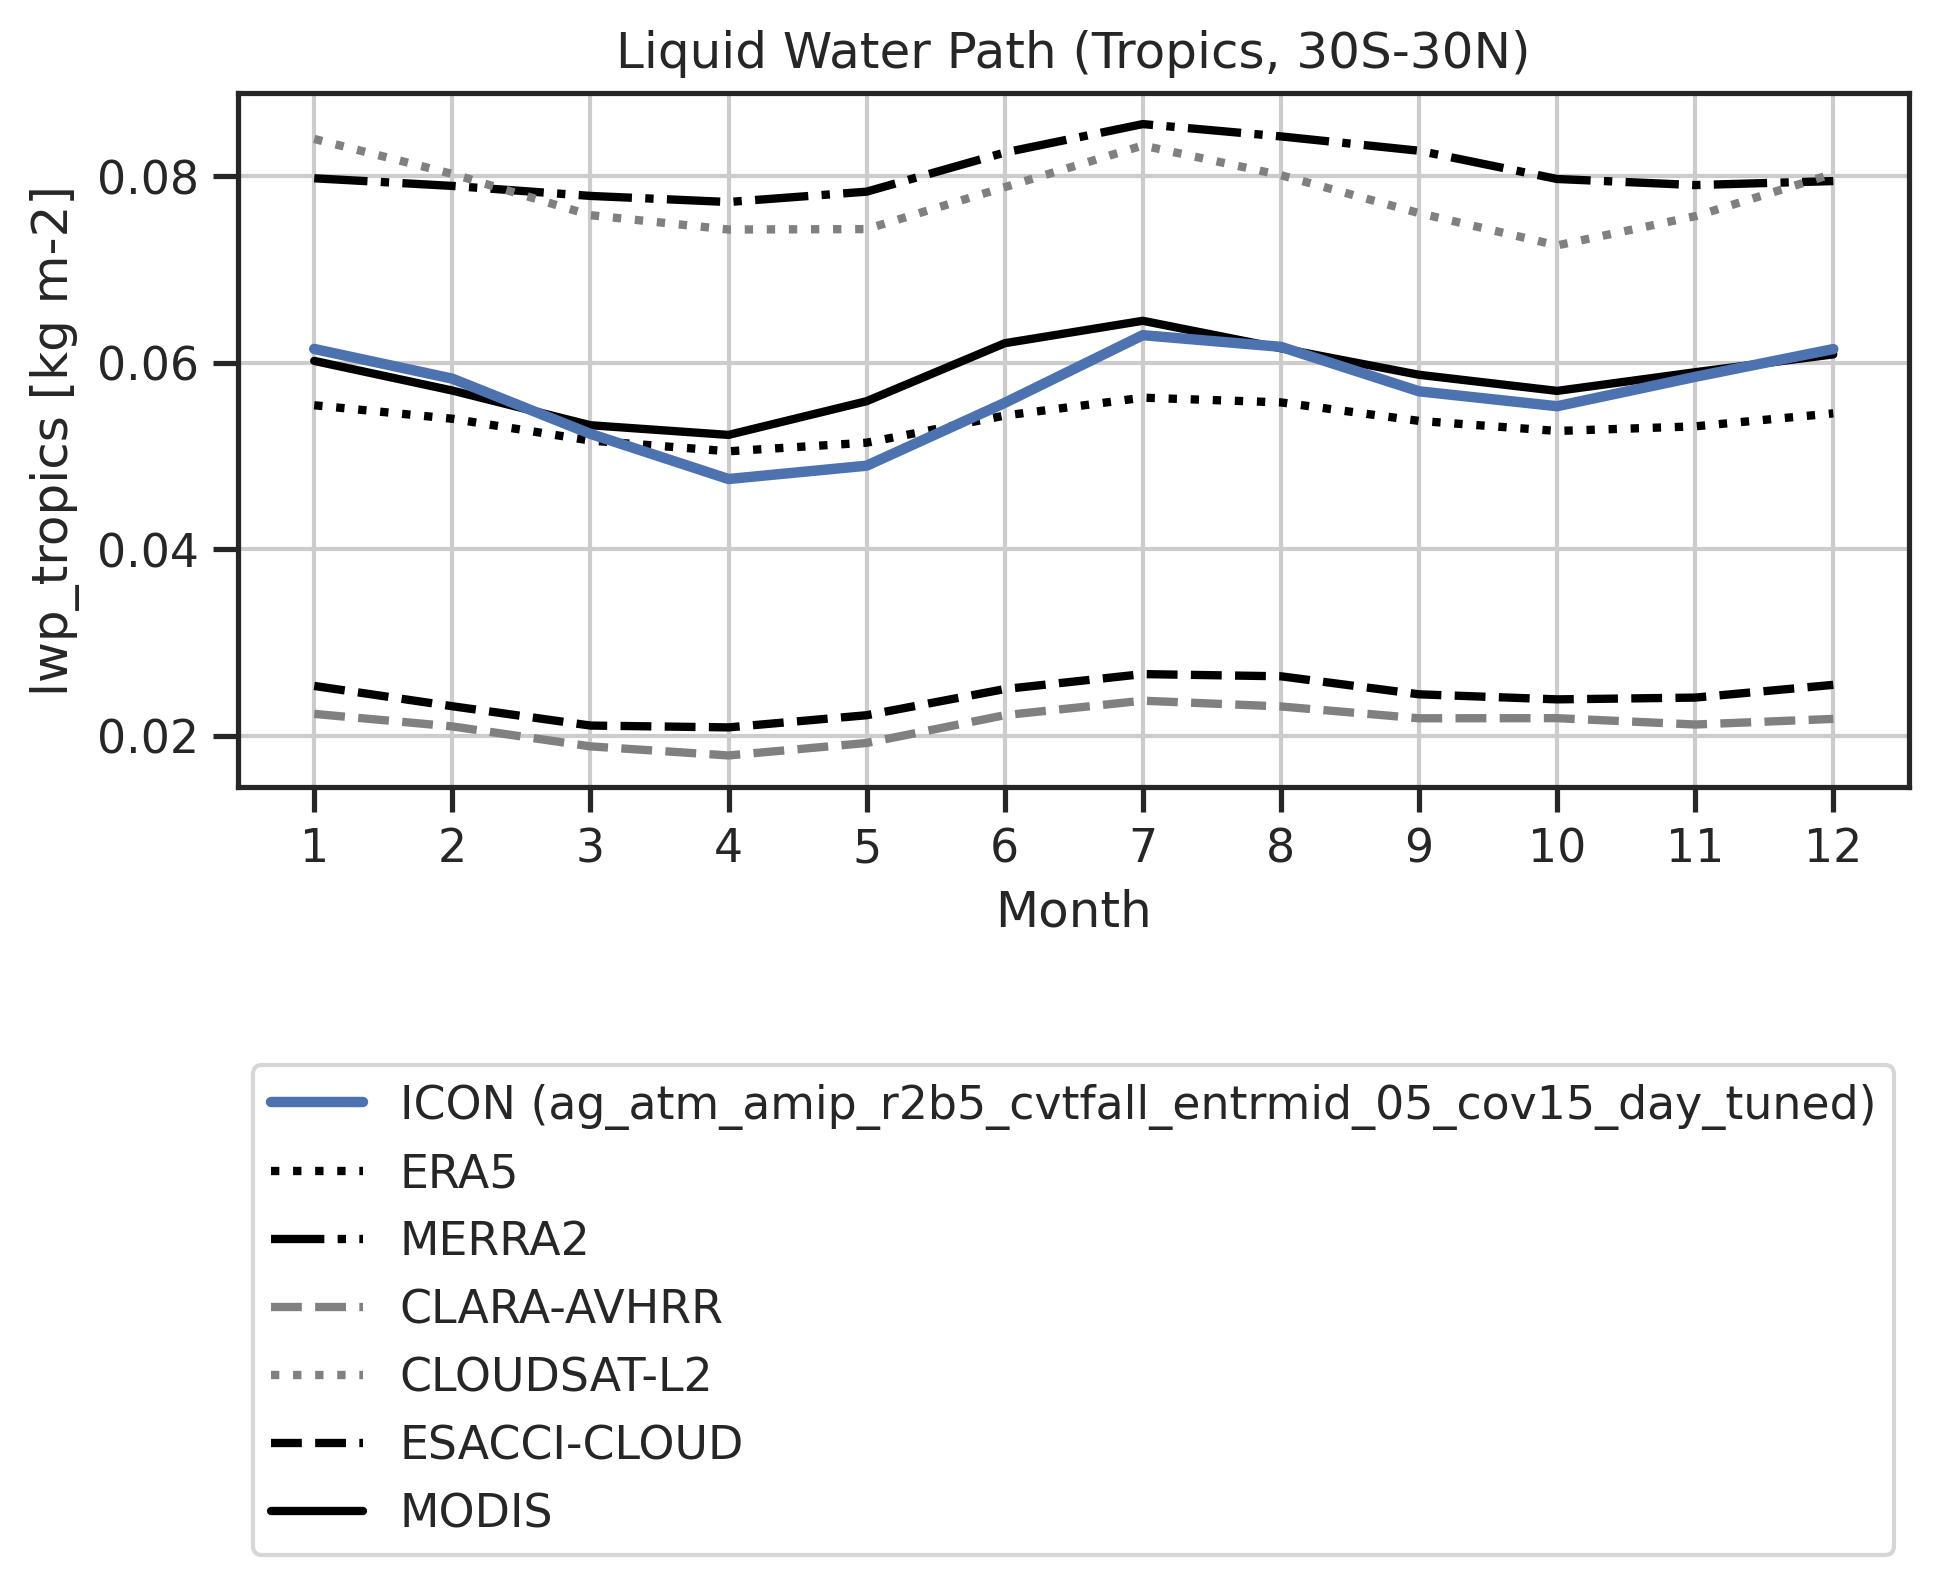 Liquid Water Path (Tropics, 30S-30N)
lwp_tropics [kg m-2]
0.08
0.06
0.04
0.02
1 2 3 4 5 6 7 8 9 10 11 12
Month
ICON (ag_atm_amip_r2b5_cvtfall_entrmid_05_cov15_day_tuned)
ERA5
MERRA2
CLARA-AVHRR
CLOUDSAT-L2
ESACCI-CLOUD
MODIS